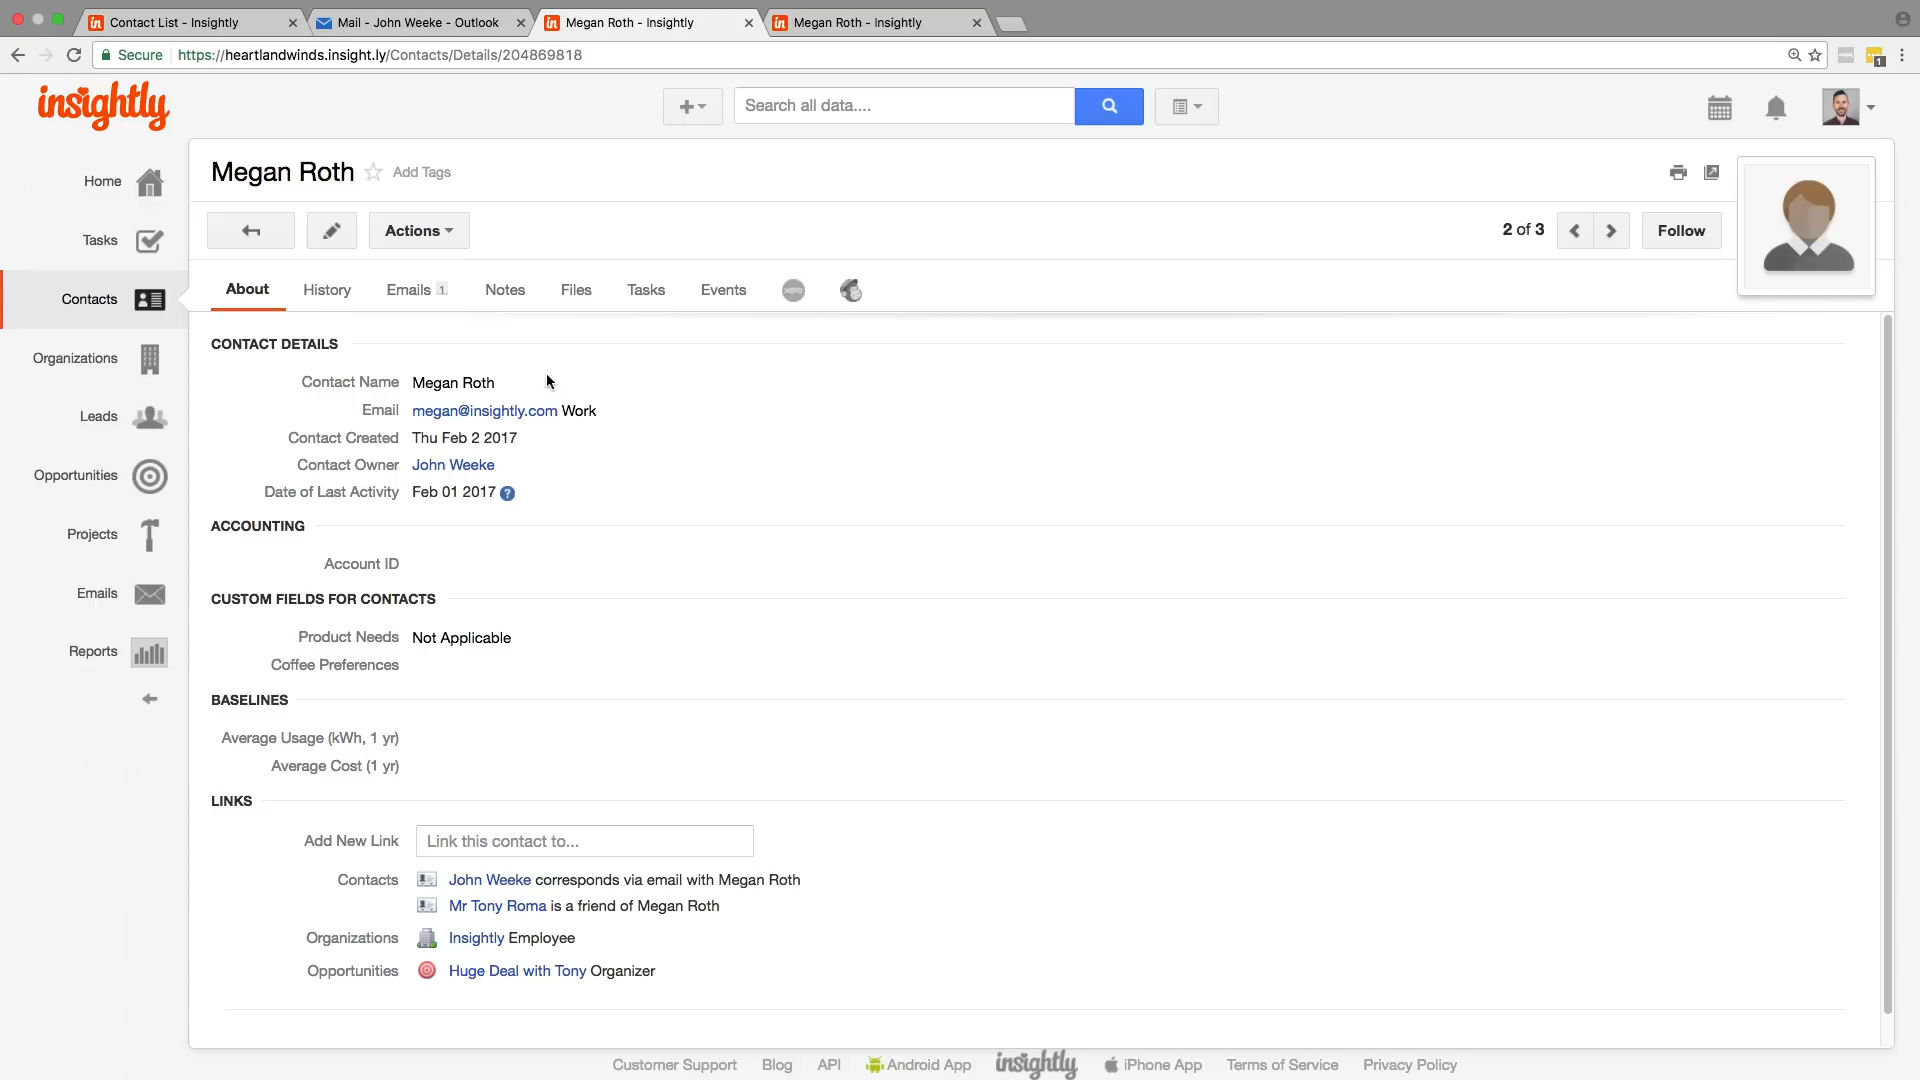 Contact List - Insightly
Mail - John Weeke - Outlook
Megan Roth - Insightly
Megan Roth - Insightly
Secure https://heartlandwinds.insight.ly/Contacts/Details/204869818
1
insightly
Search all data....
Megan Roth Add Tags
Actions
2 of 3
Follow
Home
Tasks
Contacts
Organizations
Leads
Opportunities
Projects
Emails
Reports
About History Emails 1 Notes Files Tasks Events xero
CONTACT DETAILS
Contact Name Megan Roth
Email megan@insightly.com Work
Contact Created Thu Feb 2 2017
Contact Owner John Weeke
Date of Last Activity Feb 01 2017 ?
ACCOUNTING
Account ID
CUSTOM FIELDS FOR CONTACTS
Product Needs Not Applicable
Coffee Preferences
BASELINES
Average Usage (kWh, 1 yr)
Average Cost (1 yr)
LINKS
Add New Link Link this contact to...
Contacts John Weeke corresponds via email with Megan Roth
Mr Tony Roma is a friend of Megan Roth
Organizations Insightly Employee
Opportunities Huge Deal with Tony Organizer
Customer Support Blog API Android App insightly iPhone App Terms of Service Privacy Policy